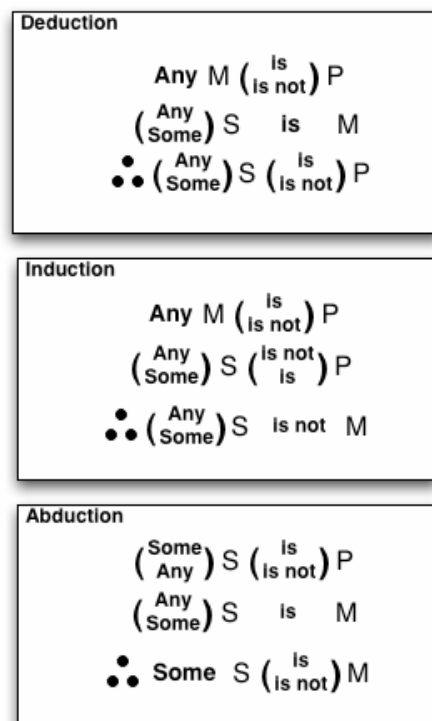 Deduction
Any M (is / is not) P
(Any / Some) S is M
∴ (Any / Some) S (is / is not) P
Induction
Any M (is / is not) P
(Any / Some) S (is not / is) P
∴ (Any / Some) S is not M
Abduction
(Some / Any) S (is / is not) P
(Any / Some) S is M
∴ Some S (is / is not) M